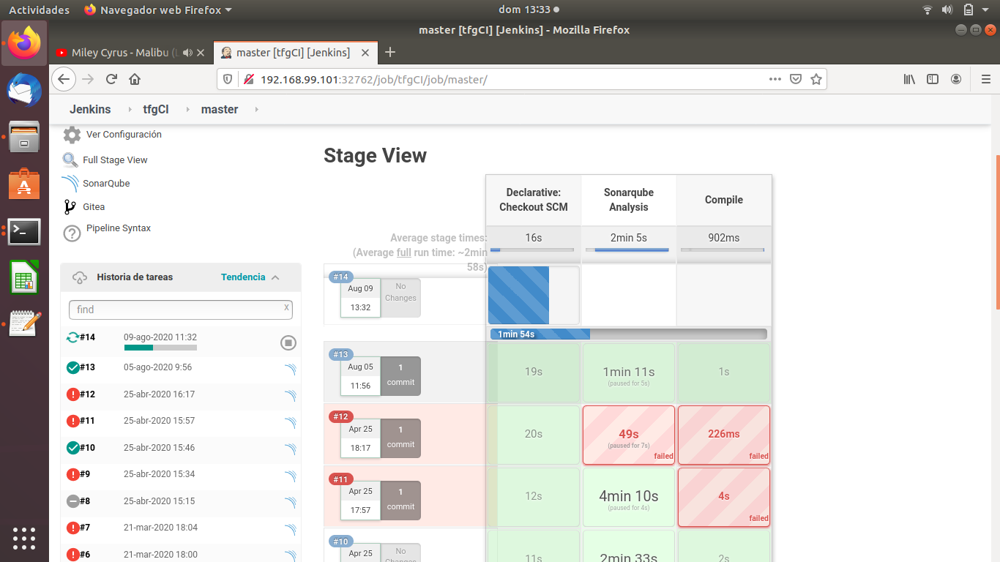 Actividades
Navegador web Firefox
dom 13:33
master [tfgCI] [Jenkins] - Mozilla Firefox
Miley Cyrus - Malibu (
master [tfgCI] [Jenkins]
192.168.99.101:32762/job/tfgCI/job/master/
Jenkins
tfgCI
master
Ver Configuración
Full Stage View
SonarQube
Gitea
Pipeline Syntax
Historia de tareas
Tendencia
find
X
#14 09-ago-2020 11:32
#13 05-ago-2020 9:56
#12 25-abr-2020 16:17
#11 25-abr-2020 15:57
#10 25-abr-2020 15:46
#9 25-abr-2020 15:34
#8 25-abr-2020 15:15
#7 21-mar-2020 18:04
#6 21-mar-2020 18:00
Stage View
Declarative:
Checkout SCM
Sonarqube
Analysis
Compile
Average stage times:
(Average full run time: ~2min
58s)
16s
2min 5s
902ms
#14
Aug 09
13:32
No
Changes
1min 54s
#13
Aug 05
11:56
1
commit
19s
1min 11s
(paused for 5s)
1s
#12
Apr 25
18:17
1
commit
20s
49s
(paused for 7s)
failed
226ms
failed
#11
Apr 25
17:57
1
commit
12s
4min 10s
(paused for 4s)
4s
failed
#10
Apr 25
No
Changes
11s
2min 33s
2s